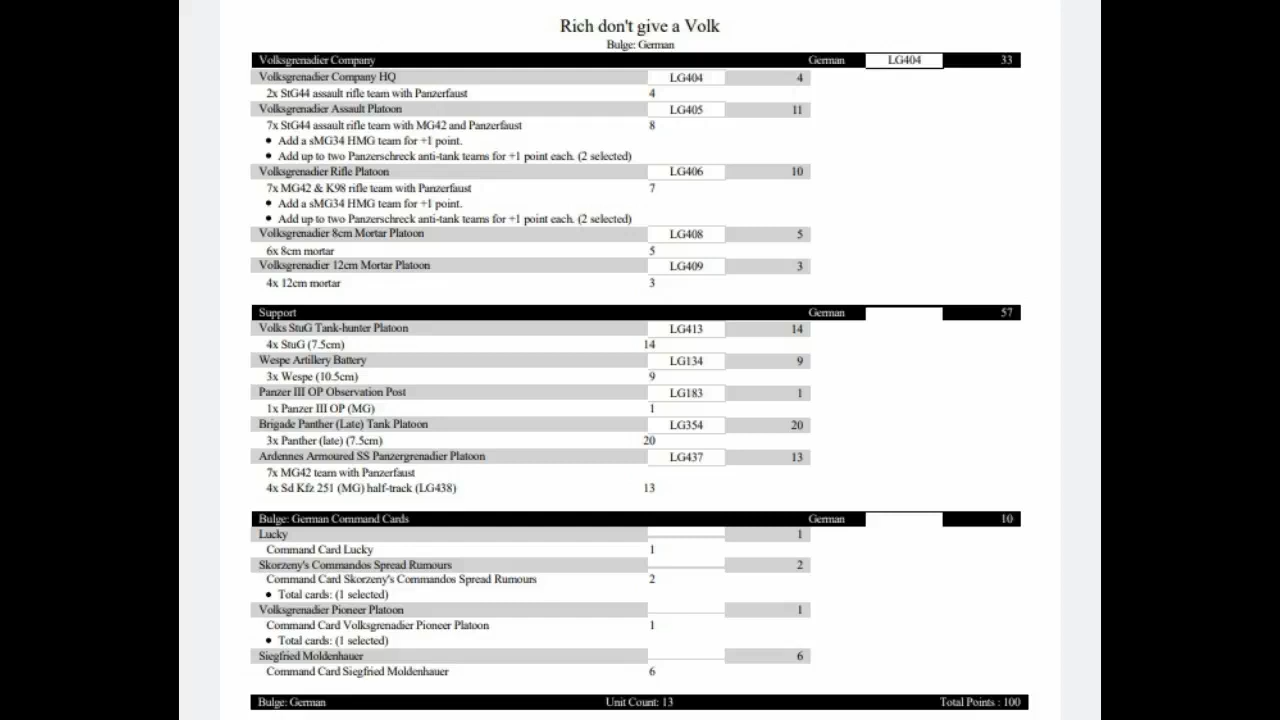 Rich don't give a Volk
Bulge: German
Volksgrenadier Company German LG404 33
Volksgrenadier Company HQ LG404 4
2x StG44 assault rifle team with Panzerfaust 4
Volksgrenadier Assault Platoon LG405 11
7x StG44 assault rifle team with MG42 and Panzerfaust 8
• Add a sMG34 HMG team for +1 point.
• Add up to two Panzerschreck anti-tank teams for +1 point each. (2 selected)
Volksgrenadier Rifle Platoon LG406 10
7x MG42 & K98 rifle team with Panzerfaust 7
• Add a sMG34 HMG team for +1 point.
• Add up to two Panzerschreck anti-tank teams for +1 point each. (2 selected)
Volksgrenadier 8cm Mortar Platoon LG408 5
6x 8cm mortar 5
Volksgrenadier 12cm Mortar Platoon LG409 3
4x 12cm mortar 3
Support German 57
Volks StuG Tank-hunter Platoon LG413 14
4x StuG (7.5cm) 14
Wespe Artillery Battery LG134 9
3x Wespe (10.5cm) 9
Panzer III OP Observation Post LG183 1
1x Panzer III OP (MG) 1
Brigade Panther (Late) Tank Platoon LG354 20
3x Panther (late) (7.5cm) 20
Ardennes Armoured SS Panzergrenadier Platoon LG437 13
7x MG42 team with Panzerfaust
4x Sd Kfz 251 (MG) half-track (LG438) 13
Bulge: German Command Cards German 10
Lucky 1
Command Card Lucky 1
Skorzeny's Commandos Spread Rumours 2
Command Card Skorzeny's Commandos Spread Rumours 2
• Total cards: (1 selected)
Volksgrenadier Pioneer Platoon 1
Command Card Volksgrenadier Pioneer Platoon 1
• Total cards: (1 selected)
Siegfried Moldenhauer 6
Command Card Siegfried Moldenhauer 6
Bulge: German Unit Count: 13 Total Points : 100